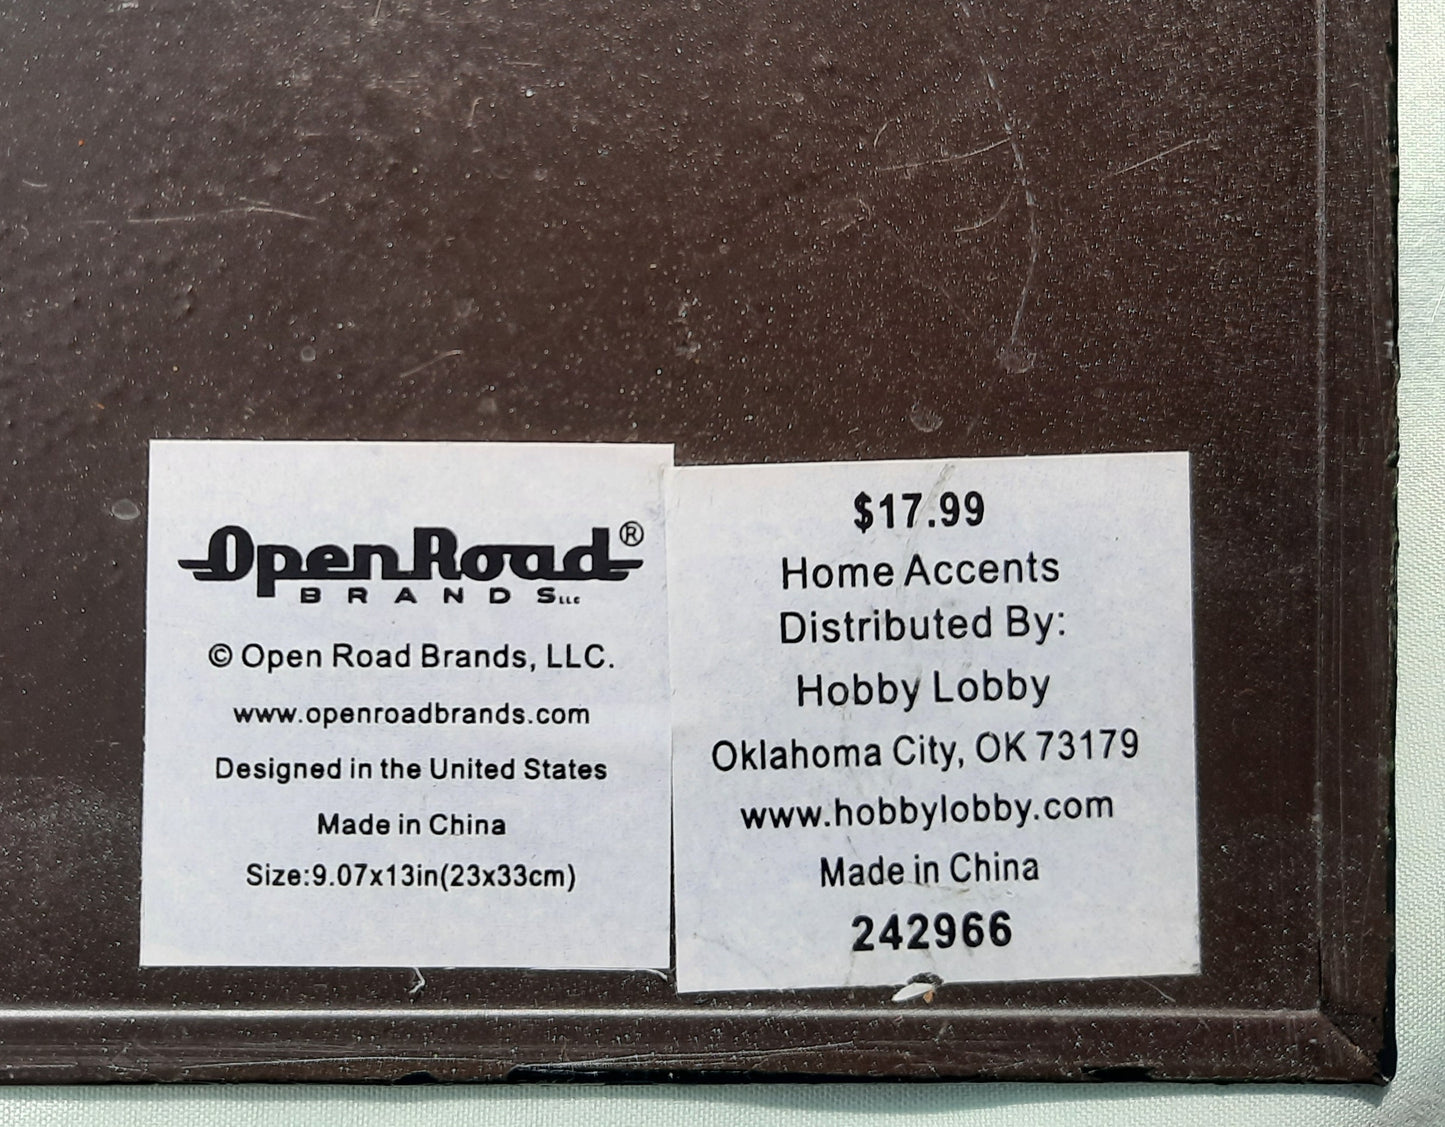 OpenRoad®
BRANDS LLC
© Open Road Brands, LLC.
www.openroadbrands.com
Designed in the United States
Made in China
Size:9.07x13in(23x33cm)
$17.99
Home Accents
Distributed By:
Hobby Lobby
Oklahoma City, OK 73179
www.hobbylobby.com
Made in China
242966